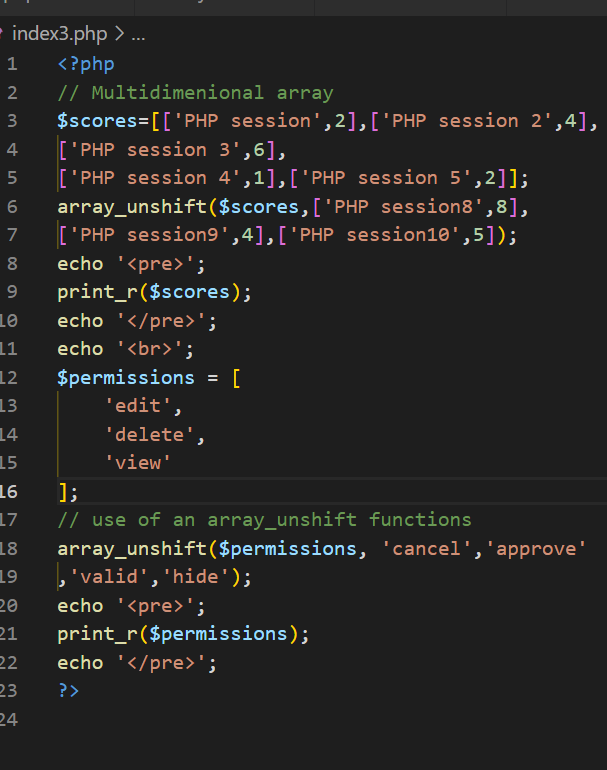 index3.php > ...
1 <?php
2 // Multidimenional array
3 $scores=[['PHP session',2],['PHP session 2',4],
4 ['PHP session 3',6],
5 ['PHP session 4',1],['PHP session 5',2]];
6 array_unshift($scores,['PHP session8',8],
7 ['PHP session9',4],['PHP session10',5]);
8 echo '<pre>';
9 print_r($scores);
10 echo '</pre>';
11 echo '<br>';
12 $permissions = [
13 'edit',
14 'delete',
15 'view'
16 ];
17 // use of an array_unshift functions
18 array_unshift($permissions, 'cancel','approve'
19 ,'valid','hide');
20 echo '<pre>';
21 print_r($permissions);
22 echo '</pre>';
23 ?>
24